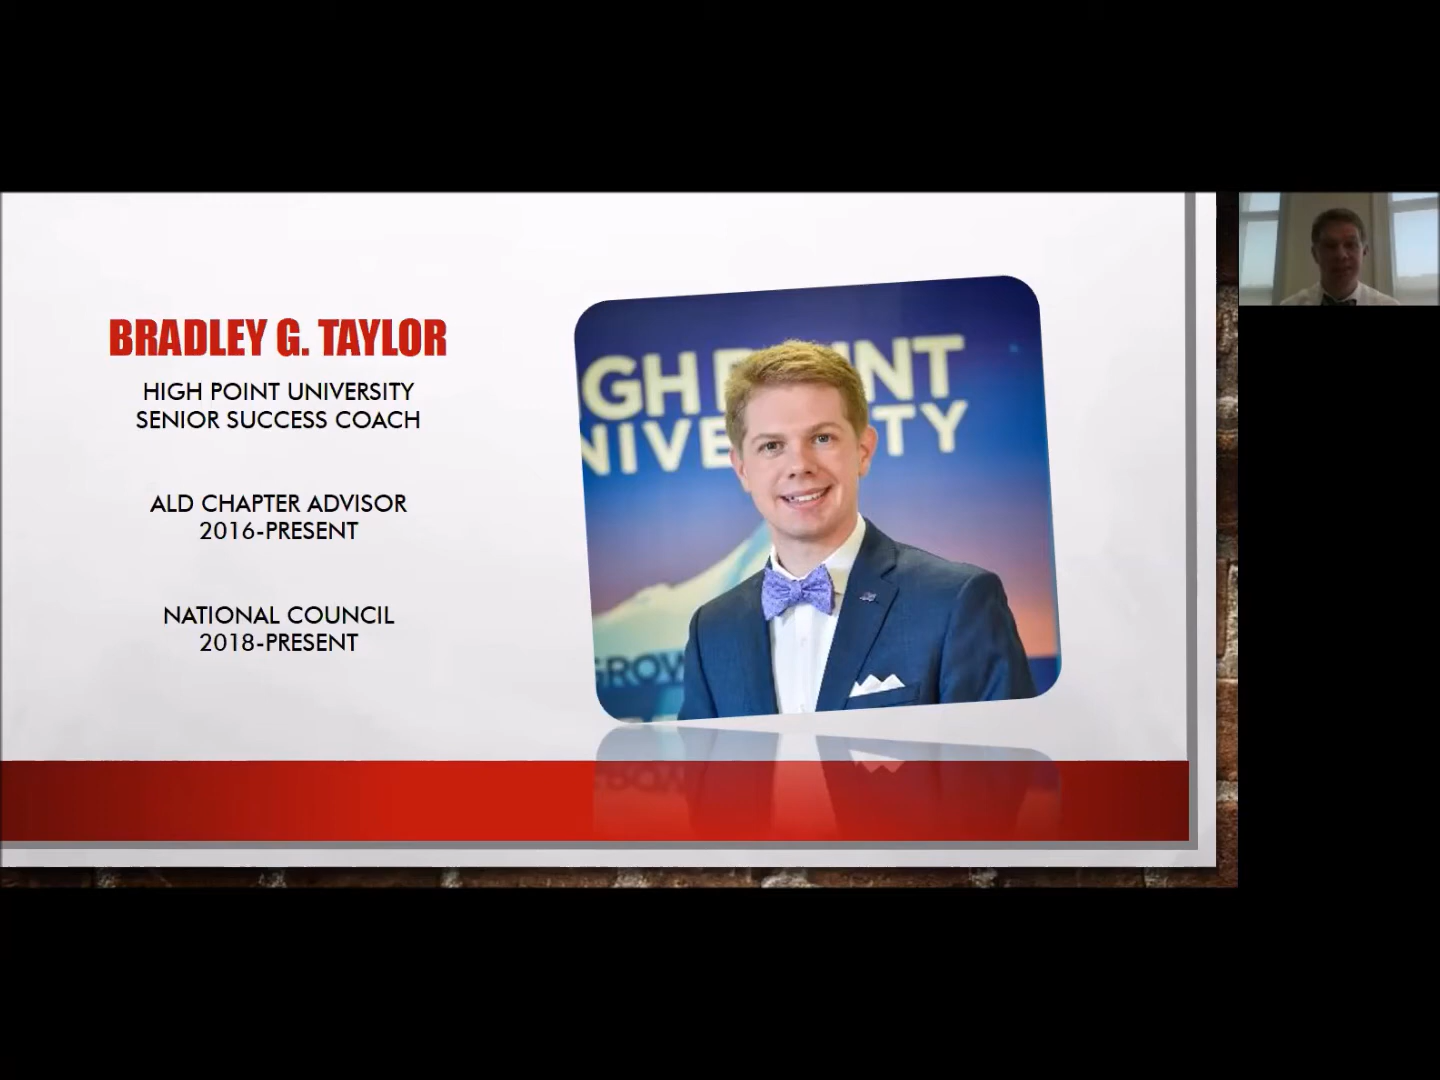 BRADLEY G. TAYLOR
HIGH POINT UNIVERSITY
SENIOR SUCCESS COACH
ALD CHAPTER ADVISOR
2016-PRESENT
NATIONAL COUNCIL
2018-PRESENT